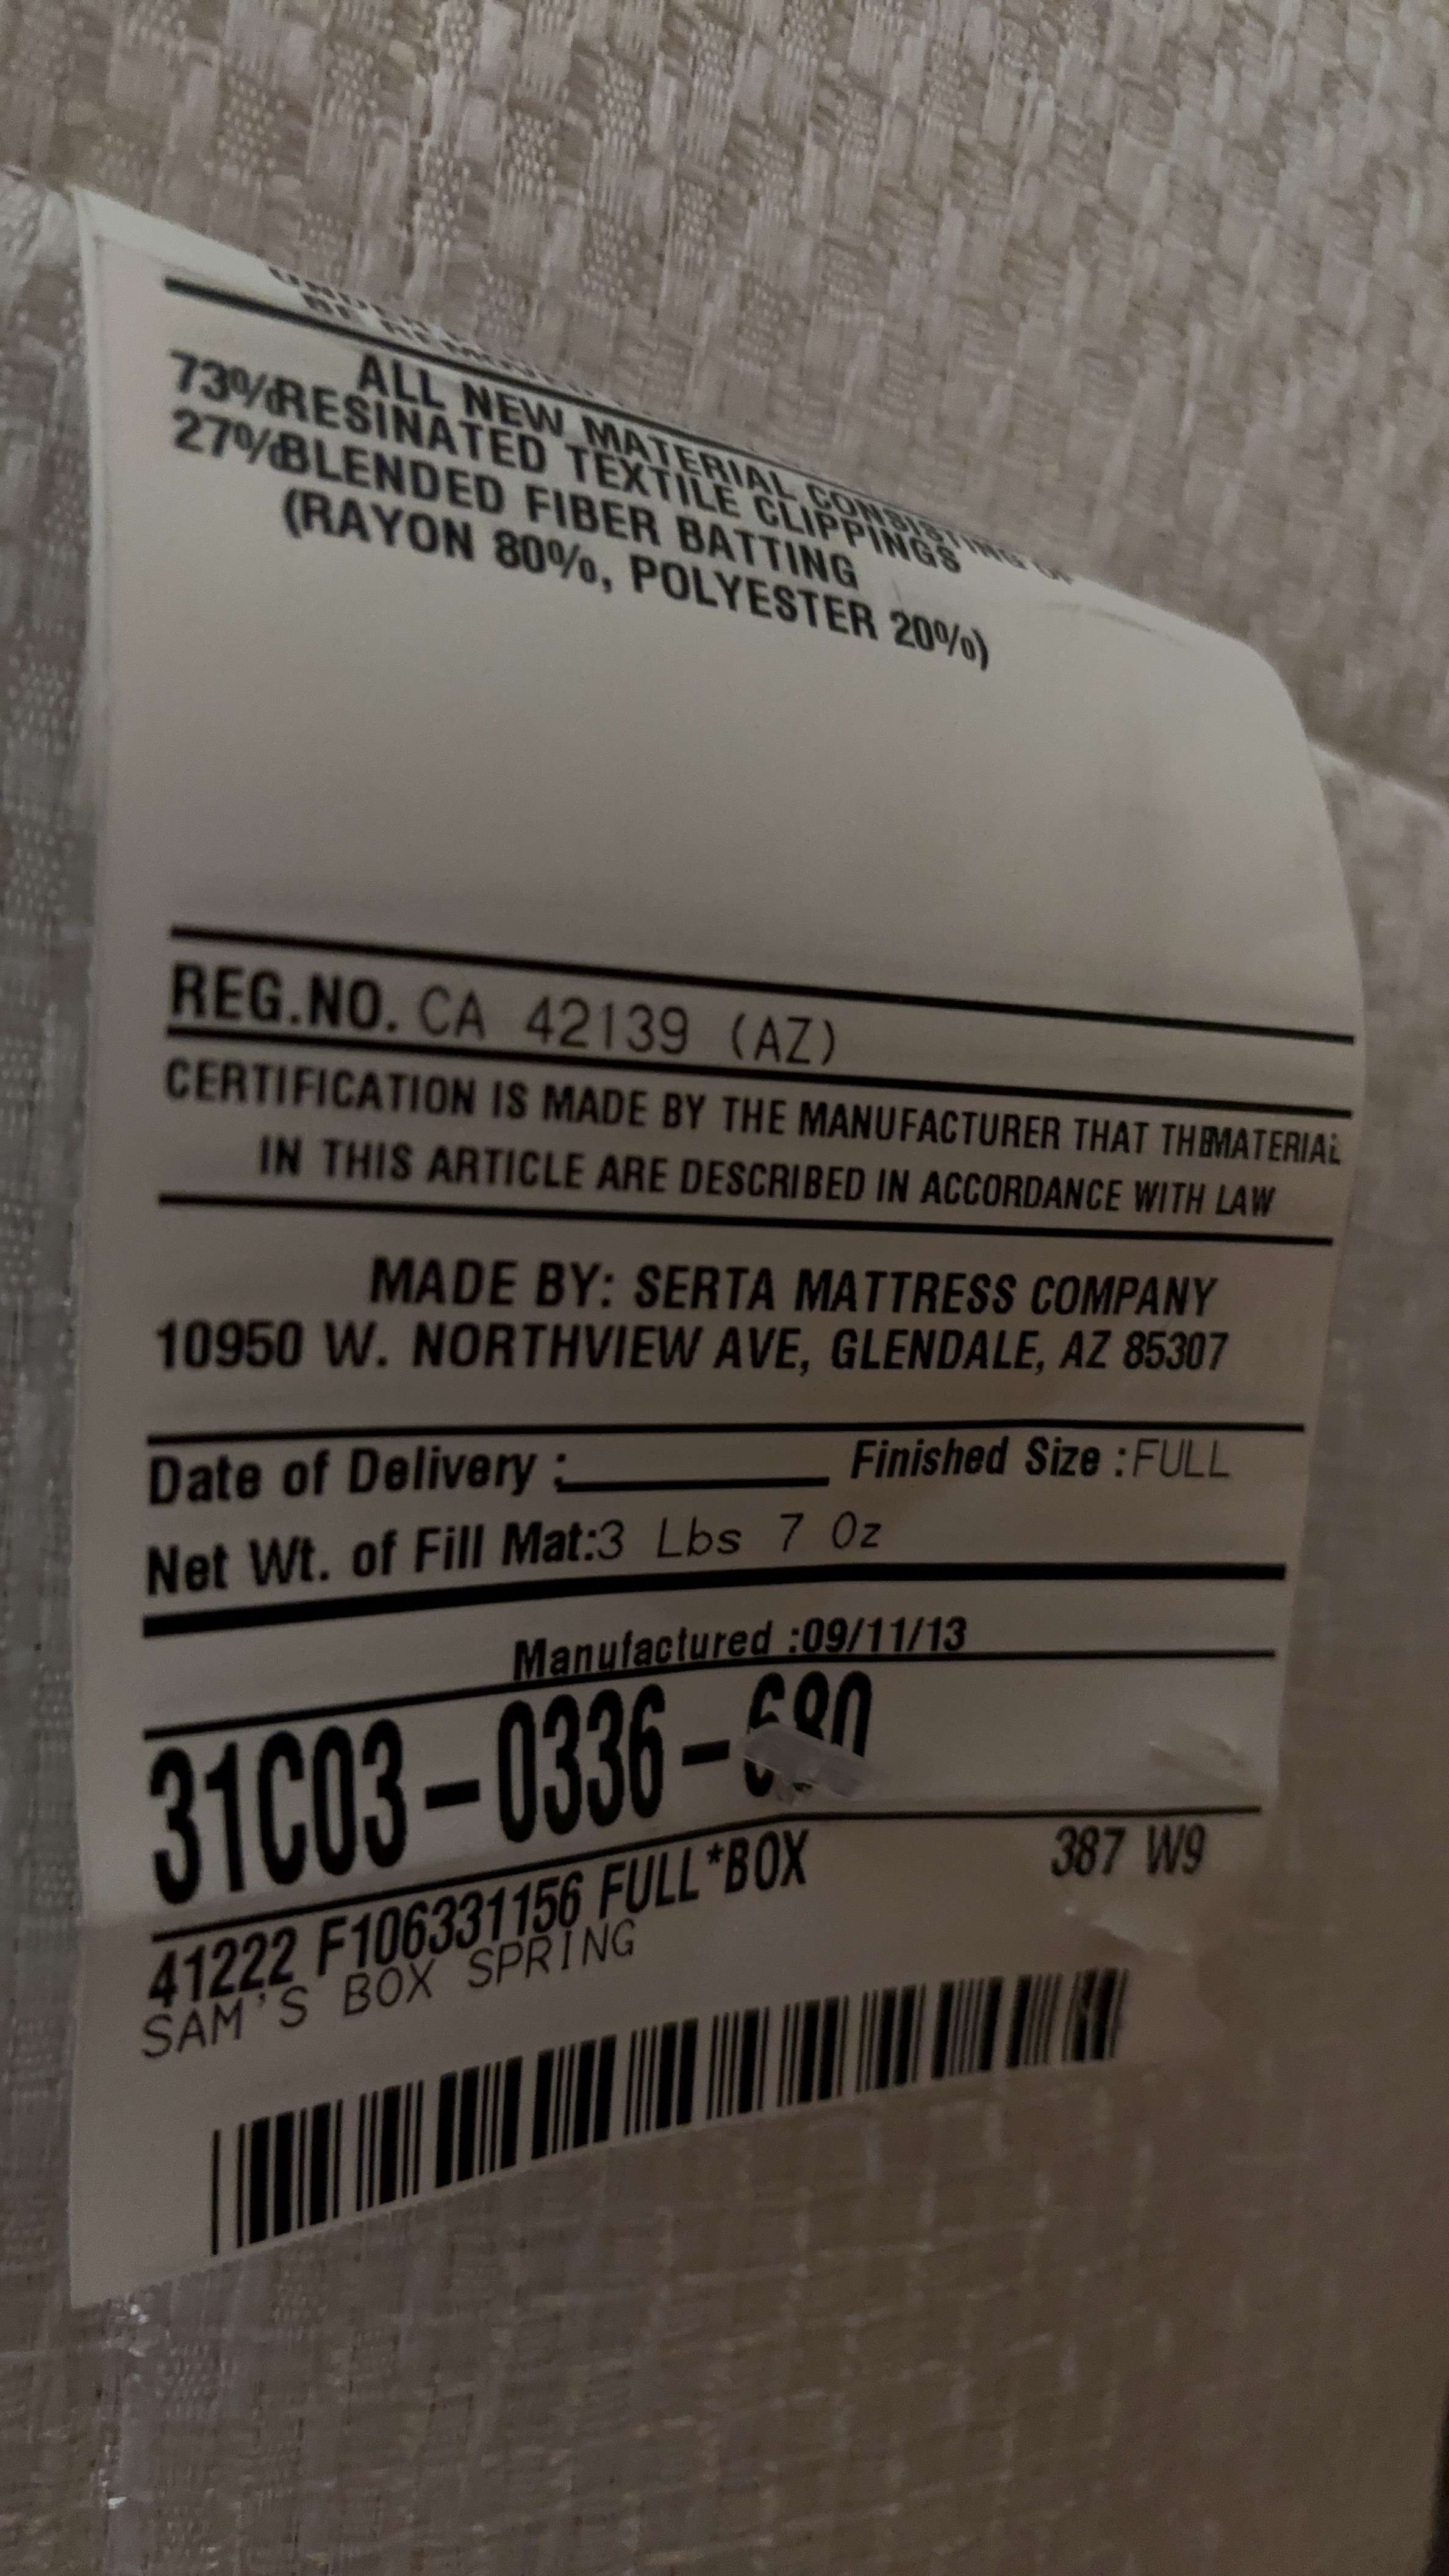 ALL NEW MATERIAL CONSISTING OF
73%RESINATED TEXTILE CLIPPINGS
27%BLENDED FIBER BATTING
(RAYON 80%, POLYESTER 20%)
REG.NO. CA 42139 (AZ)
CERTIFICATION IS MADE BY THE MANUFACTURER THAT THE MATERIAL
IN THIS ARTICLE ARE DESCRIBED IN ACCORDANCE WITH LAW
MADE BY: SERTA MATTRESS COMPANY
10950 W. NORTHVIEW AVE, GLENDALE, AZ 85307
Date of Delivery :________ Finished Size :FULL
Net Wt. of Fill Mat:3 Lbs 7 Oz
Manufactured :09/11/13
31C03-0336-680
41222 F106331156 FULL*BOX 387 W9
SAM'S BOX SPRING